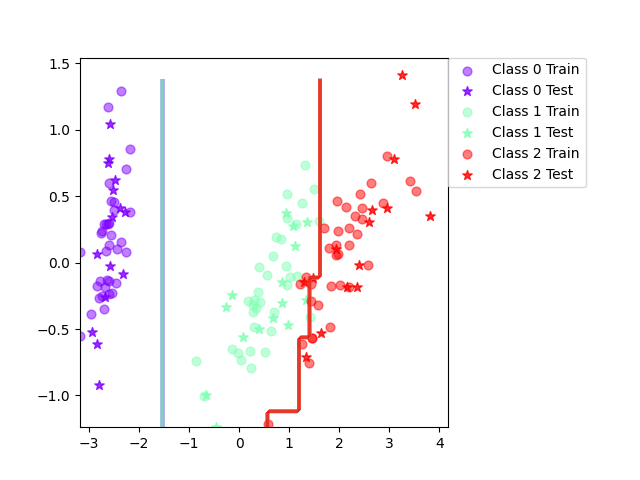 1.5
1.0
0.5
0.0
−0.5
−1.0
−3 −2 −1 0 1 2 3 4
Class 0 Train
Class 0 Test
Class 1 Train
Class 1 Test
Class 2 Train
Class 2 Test